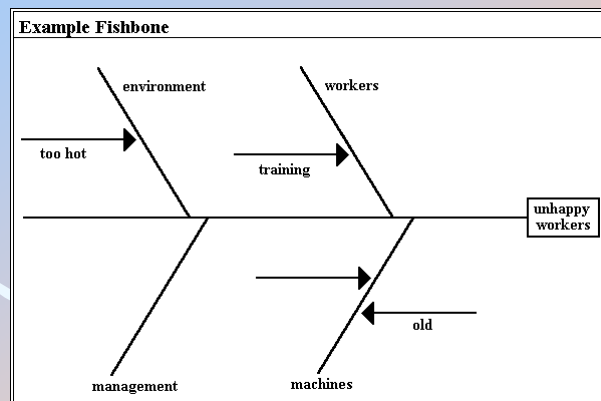 Example Fishbone
environment
workers
too hot
training
unhappy
workers
old
management
machines